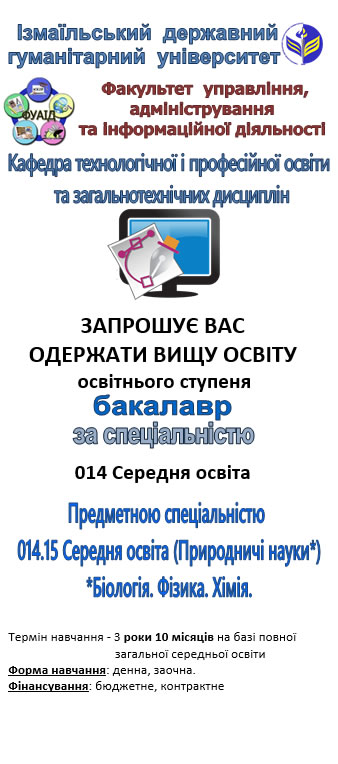 Ізмаїльський державний
гуманітарний університет
ФУАІД
Факультет управління,
адміністрування
та інформаційної діяльності
Кафедра технологічної і професійної освіти
та загальнотехнічних дисциплін
ЗАПРОШУЄ ВАС
ОДЕРЖАТИ ВИЩУ ОСВІТУ
освітнього ступеня
бакалавр
за спеціальністю
014 Середня освіта
Предметною спеціальністю
014.15 Середня освіта (Природничі науки*)
*Біологія. Фізика. Хімія.
Термін навчання - 3 роки 10 місяців на базі повної
загальної середньої освіти
Форма навчання: денна, заочна.
Фінансування: бюджетне, контрактне